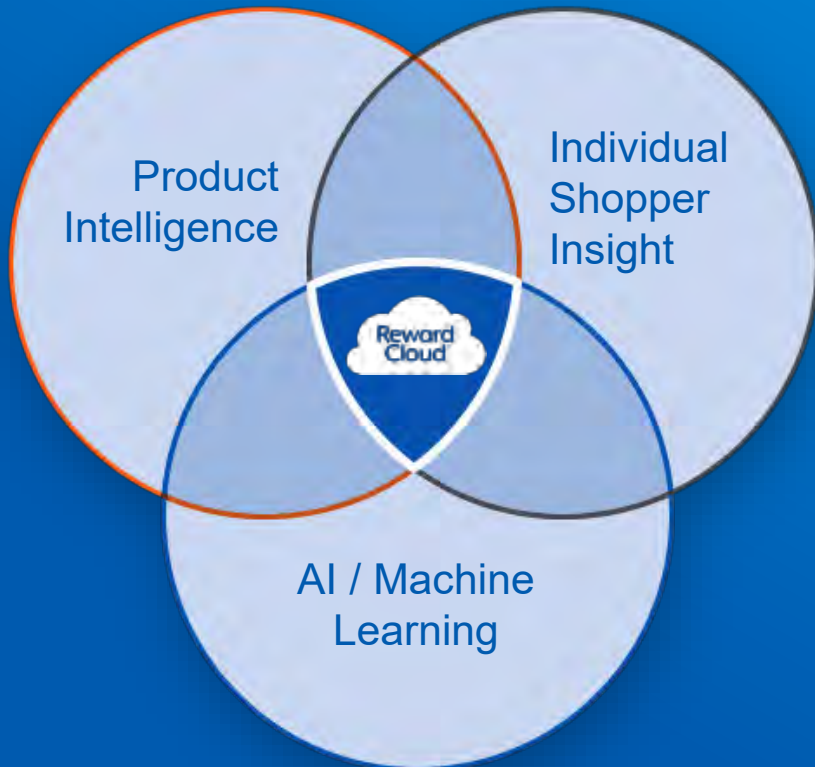 Product
Intelligence
Individual
Shopper
Insight
Reward
Cloud
AI / Machine
Learning